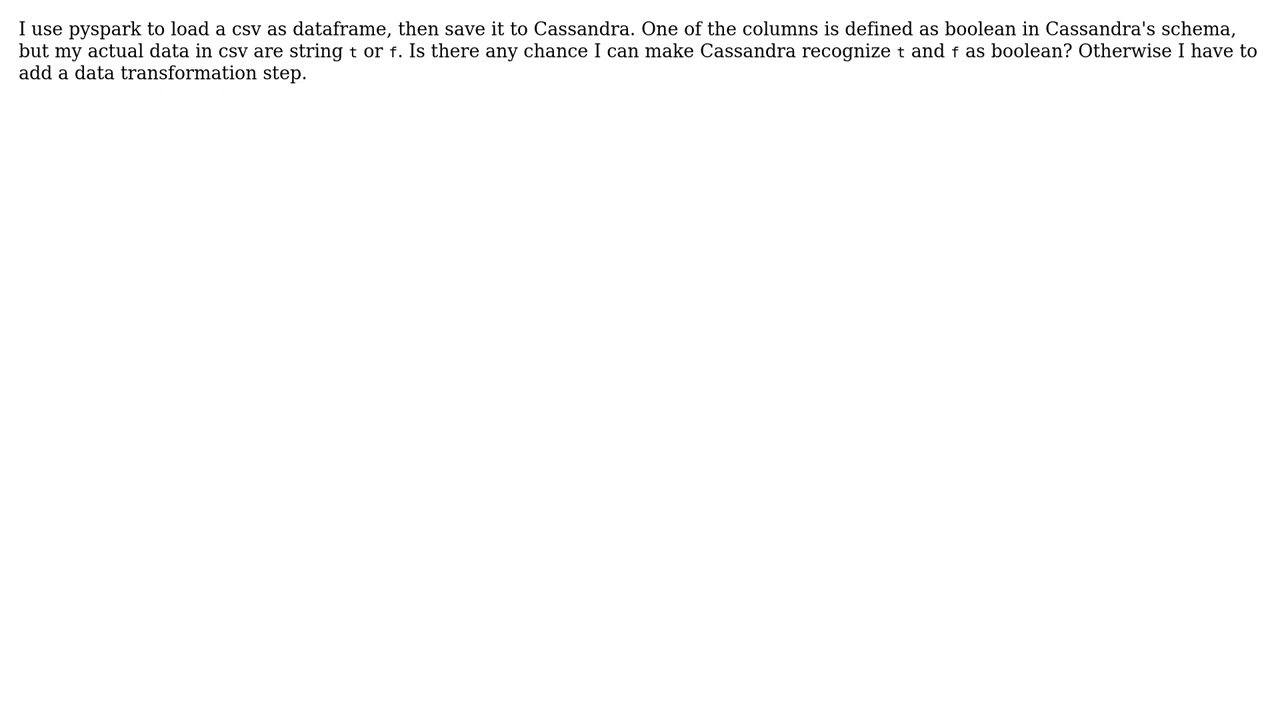 I use pyspark to load a csv as dataframe, then save it to Cassandra. One of the columns is defined as boolean in Cassandra's schema,
but my actual data in csv are string t or f. Is there any chance I can make Cassandra recognize t and f as boolean? Otherwise I have to
add a data transformation step.